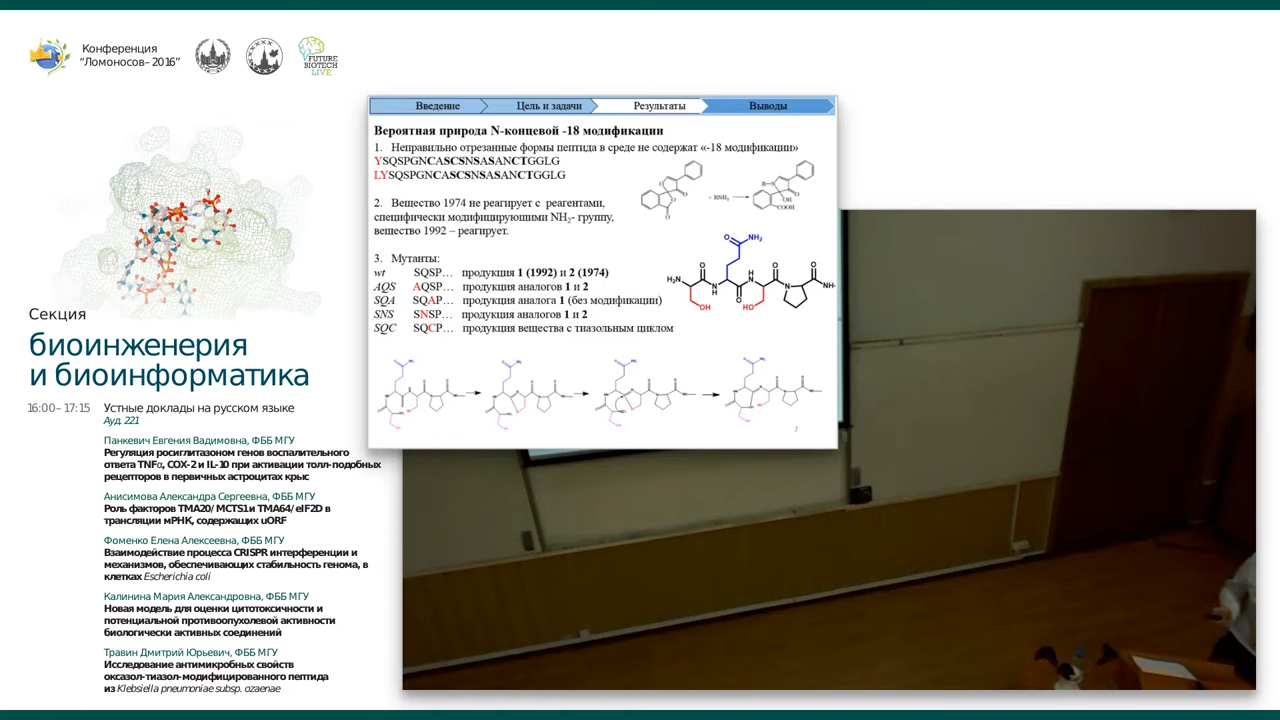 Конференция
“Ломоносов–2016”
FUTURE
BIOTECH
LIVE
Секция
биоинженерия
и биоинформатика
16:00–17:15 Устные доклады на русском языке
Ауд. 221
Панкевич Евгения Вадимовна, ФББ МГУ
Регуляция росиглитазоном генов воспалительного
ответа TNFα, COX-2 и IL-10 при активации толл-подобных
рецепторов в первичных астроцитах крыс
Анисимова Александра Сергеевна, ФББ МГУ
Роль факторов TMA20/MCTS1 и TMA64/eIF2D в
трансляции мРНК, содержащих uORF
Фоменко Елена Алексеевна, ФББ МГУ
Взаимодействие процесса CRISPR интерференции и
механизмов, обеспечивающих стабильность генома, в
клетках Escherichia coli
Калинина Мария Александровна, ФББ МГУ
Новая модель для оценки цитотоксичности и
потенциальной противоопухолевой активности
биологически активных соединений
Травин Дмитрий Юрьевич, ФББ МГУ
Исследование антимикробных свойств
оксазол-тиазол-модифицированного пептида
из Klebsiella pneumoniae subsp. ozaenae
Введение Цель и задачи Результаты Выводы
Вероятная природа N-концевой -18 модификации
1. Неправильно отрезанные формы пептида в среде не содержат «-18 модификации»
YSQSPGNCASCSNSASANCTGGLG
LYSQSPGNCASCSNSASANCTGGLG
2. Вещество 1974 не реагирует с реагентами,
специфически модифицирующими NH₂- группу,
вещество 1992 – реагирует.
3. Мутанты:
wt SQSP… продукция 1 (1992) и 2 (1974)
AQS AQSP… продукция аналогов 1 и 2
SQA SQAP… продукция аналога 1 (без модификации)
SNS SNSP… продукция аналогов 1 и 2
SQC SQCP… продукция вещества с тиазольным циклом
+ RNH₂
COOH
OH
O NH₂
H₂N
OH
HO
NH
7